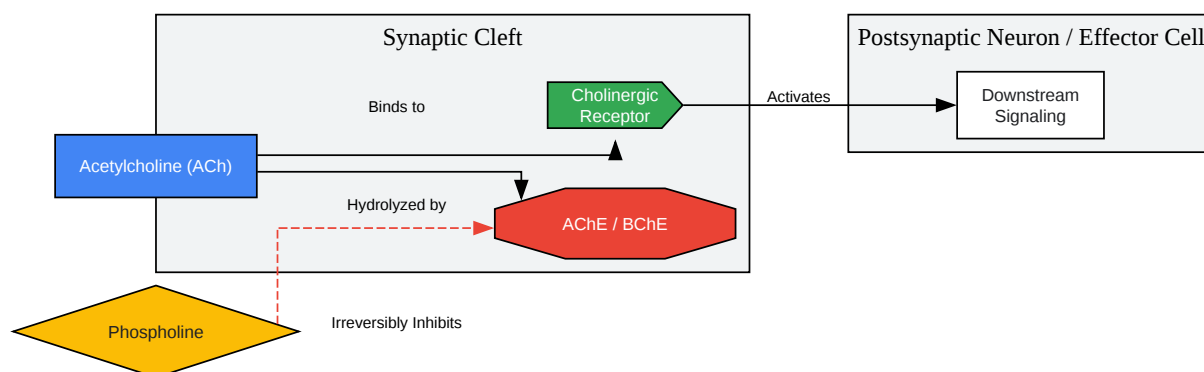 Synaptic Cleft
Postsynaptic Neuron / Effector Cell
Cholinergic
Receptor
Binds to
Activates
Downstream
Signaling
Acetylcholine (ACh)
Hydrolyzed by
AChE / BChE
Phospholine
Irreversibly Inhibits